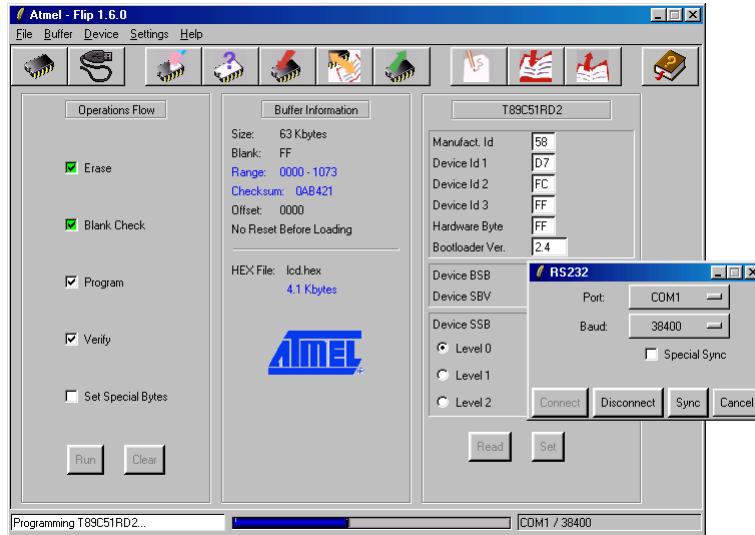 Atmel - Flip 1.6.0
File Buffer Device Settings Help
Operations Flow
Erase
Blank Check
Program
Verify
Set Special Bytes
Run Clear
Buffer Information
Size: 63 Kbytes
Blank: FF
Range: 0000 - 1073
Checksum: 0AB421
Offset: 0000
No Reset Before Loading
HEX File: lcd.hex
4.1 Kbytes
ATMEL
T89C51RD2
Manufact. Id 58
Device Id 1 D7
Device Id 2 FC
Device Id 3 FF
Hardware Byte FF
Bootloader Ver. 2.4
Device BSB
Device SBV
Device SSB
Level 0
Level 1
Level 2
Read Set
RS232
Port: COM1
Baud: 38400
Special Sync
Connect Disconnect Sync Cancel
Programming T89C51RD2...
COM1 / 38400